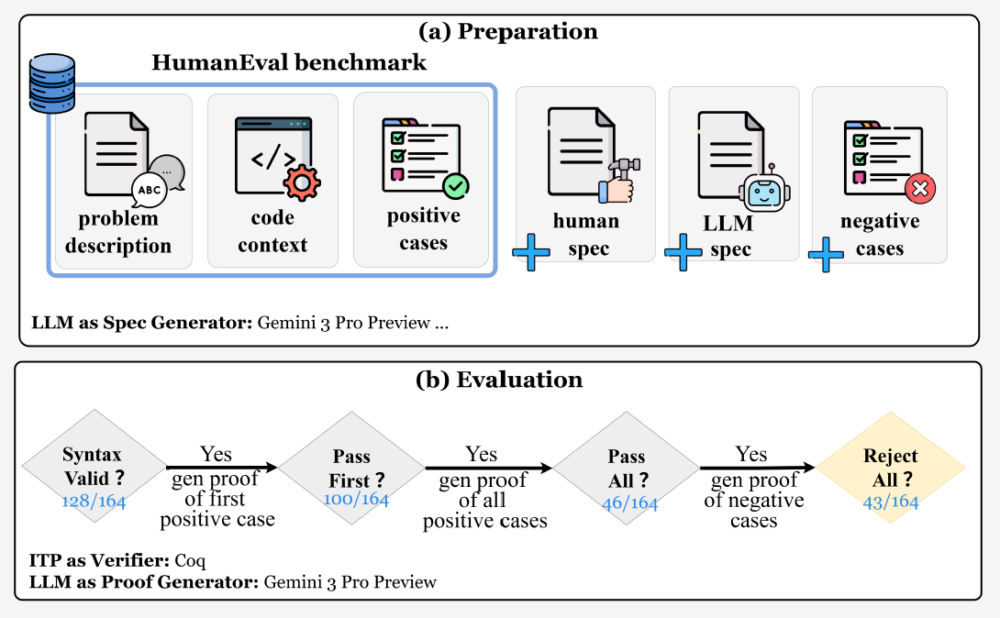 (a) Preparation
HumanEval benchmark
...
ABC
</>
problem
description
code
context
positive
cases
human
spec
LLM
spec
negative
cases
LLM as Spec Generator: Gemini 3 Pro Preview ...
(b) Evaluation
Syntax
Valid ?
128/164
Yes
gen proof
of first
positive case
Pass
First ?
100/164
Yes
gen proof
of all
positive cases
Pass
All ?
46/164
Yes
gen proof
of negative
cases
Reject
All ?
43/164
ITP as Verifier: Coq
LLM as Proof Generator: Gemini 3 Pro Preview